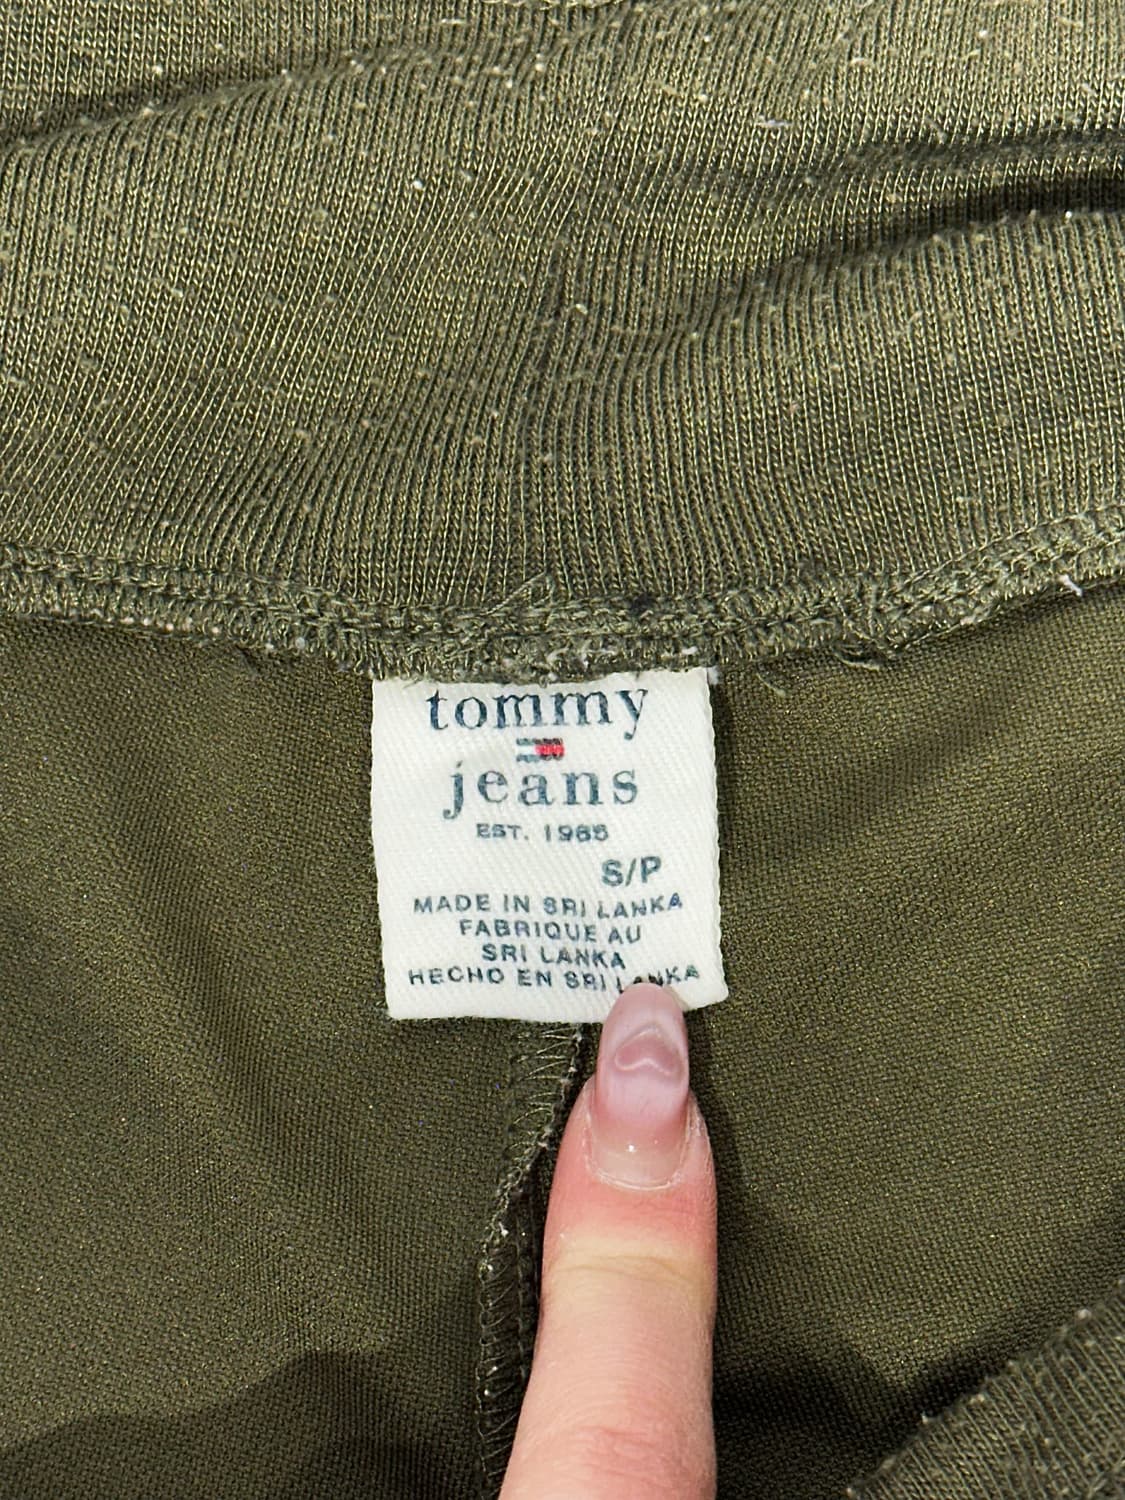 tommy
jeans
EST. 1985
S/P
MADE IN SRI LANKA
FABRIQUE AU
SRI LANKA
HECHO EN SRI LANKA